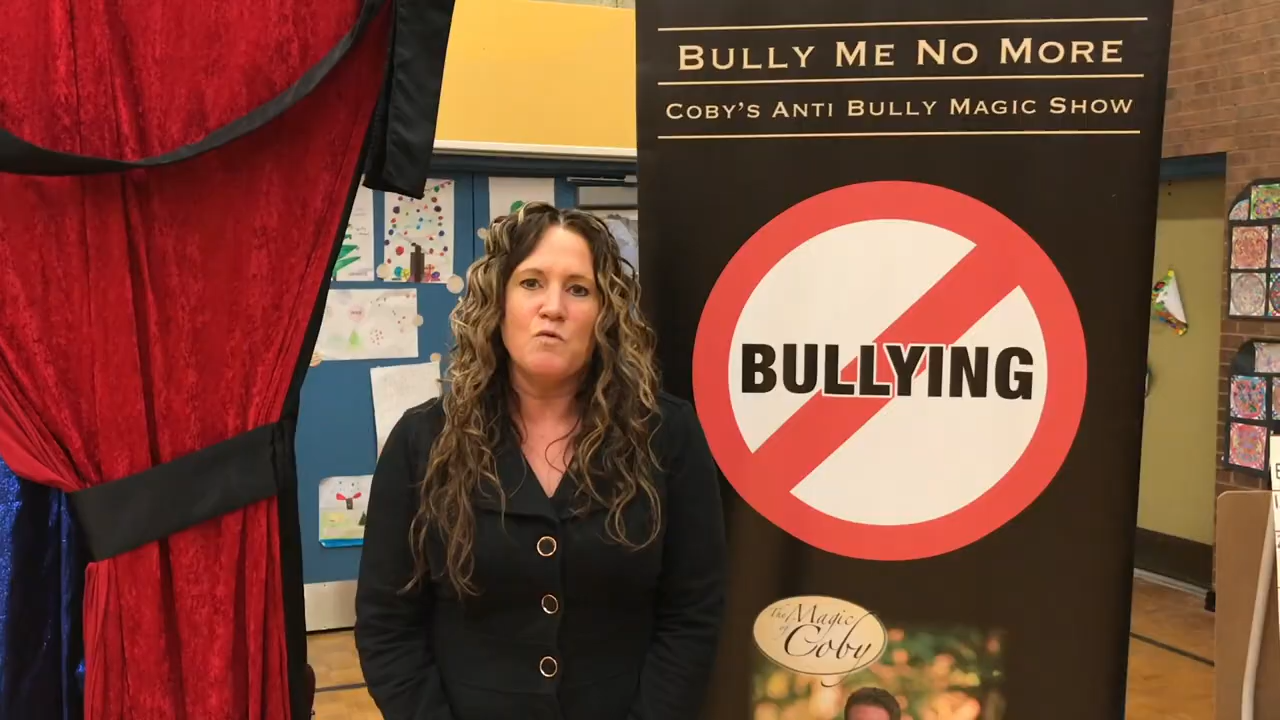 BULLY ME NO MORE
COBY'S ANTI BULLY MAGIC SHOW
BULLYING
The Magic
of
Coby